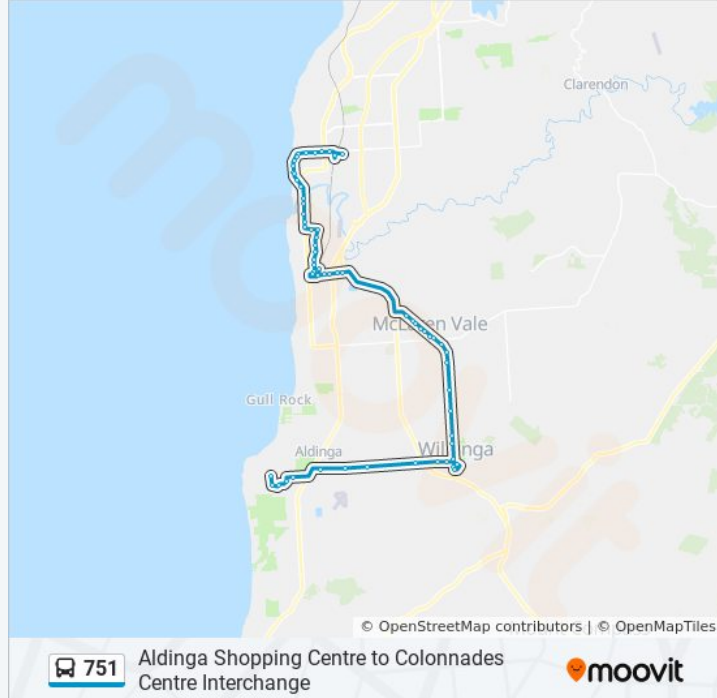 Clarendon
McLaren Vale
Gull Rock
Aldinga
Willunga
© OpenStreetMap contributors | © OpenMapTiles
751
Aldinga Shopping Centre to Colonnades
Centre Interchange
moovit